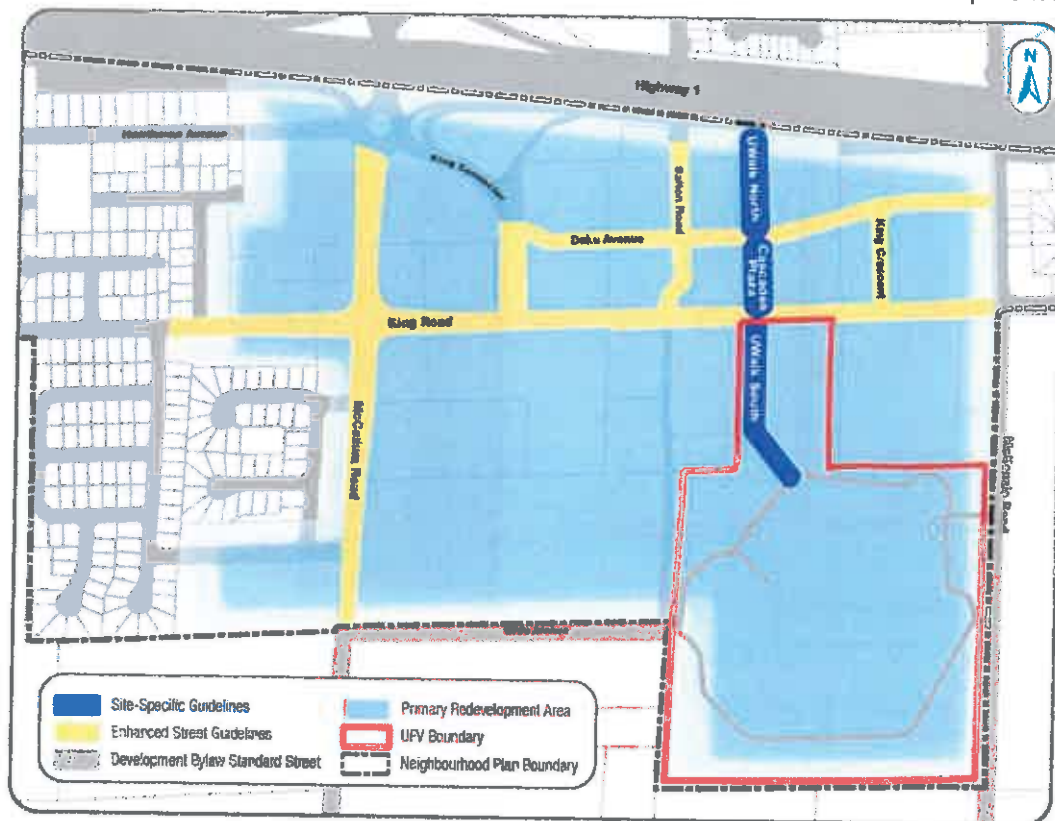 N
Highway 1
Hawthorne Avenue
King Connector
Salton Road
UWalk North
Daku Avenue
Cascades Plaza
King Crescent
King Road
UWalk South
McCallum Road
McKenzie Road
Site-Specific Guidelines
Enhanced Street Guidelines
Development Bylaw Standard Street
Primary Redevelopment Area
UFV Boundary
Neighbourhood Plan Boundary